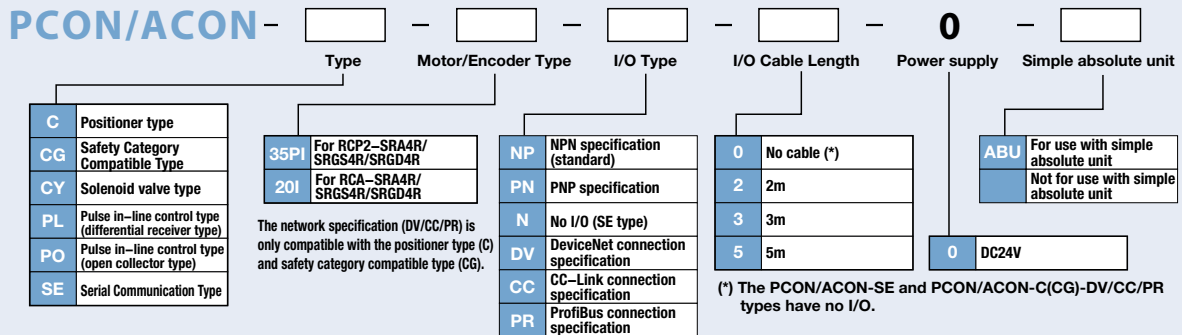 PCON/ACON- – – – – 0 –
Type Motor/Encoder Type I/O Type I/O Cable Length Power supply Simple absolute unit
C Positioner type
CG Safety Category
Compatible Type
CY Solenoid valve type
PL Pulse in–line control type
(differential receiver type)
PO Pulse in–line control type
(open collector type)
SE Serial Communication Type
35PI For RCP2–SRA4R/
SRGS4R/SRGD4R
20I For RCA–SRA4R/
SRGS4R/SRGD4R
The network specification (DV/CC/PR) is
only compatible with the positioner type (C)
and safety category compatible type (CG).
NP NPN specification
(standard)
PN PNP specification
N No I/O (SE type)
DV DeviceNet connection
specification
CC CC–Link connection
specification
PR ProfiBus connection
specification
0 No cable (*)
2 2m
3 3m
5 5m
0 DC24V
ABU For use with simple
absolute unit
Not for use with simple
absolute unit
(*) The PCON/ACON-SE and PCON/ACON-C(CG)-DV/CC/PR
types have no I/O.